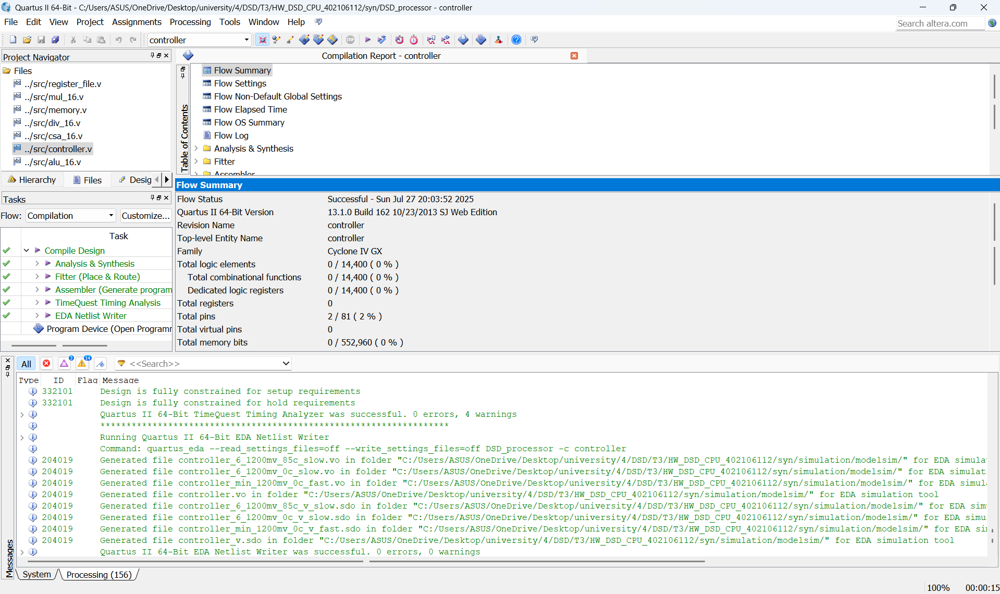 Quartus II 64-Bit - C:/Users/ASUS/OneDrive/Desktop/university/4/DSD/T3/HW_DSD_CPU_402106112/syn/DSD_processor - controller
File Edit View Project Assignments Processing Tools Window Help
Search altera.com
controller
Project Navigator
Files
../src/register_file.v
../src/mul_16.v
../src/memory.v
../src/div_16.v
../src/csa_16.v
../src/controller.v
../src/alu_16.v
Hierarchy Files Desig
Tasks
Flow: Compilation Customize...
Task
Compile Design
Analysis & Synthesis
Fitter (Place & Route)
Assembler (Generate program
TimeQuest Timing Analysis
EDA Netlist Writer
Program Device (Open Programr
Compilation Report - controller
Table of Contents
Flow Summary
Flow Settings
Flow Non-Default Global Settings
Flow Elapsed Time
Flow OS Summary
Flow Log
Analysis & Synthesis
Fitter
Assembler
Flow Summary
Flow Status Successful - Sun Jul 27 20:03:52 2025
Quartus II 64-Bit Version 13.1.0 Build 162 10/23/2013 SJ Web Edition
Revision Name controller
Top-level Entity Name controller
Family Cyclone IV GX
Total logic elements 0 / 14,400 ( 0 % )
Total combinational functions 0 / 14,400 ( 0 % )
Dedicated logic registers 0 / 14,400 ( 0 % )
Total registers 0
Total pins 2 / 81 ( 2 % )
Total virtual pins 0
Total memory bits 0 / 552,960 ( 0 % )
Messages
All 3 14 <<Search>>
Type ID Flag Message
332101 Design is fully constrained for setup requirements
332101 Design is fully constrained for hold requirements
Quartus II 64-Bit TimeQuest Timing Analyzer was successful. 0 errors, 4 warnings
*******************************************************************
Running Quartus II 64-Bit EDA Netlist Writer
Command: quartus_eda --read_settings_files=off --write_settings_files=off DSD_processor -c controller
204019 Generated file controller_6_1200mv_85c_slow.vo in folder "C:/Users/ASUS/OneDrive/Desktop/university/4/DSD/T3/HW_DSD_CPU_402106112/syn/simulation/modelsim/" for EDA simula
204019 Generated file controller_6_1200mv_0c_slow.vo in folder "C:/Users/ASUS/OneDrive/Desktop/university/4/DSD/T3/HW_DSD_CPU_402106112/syn/simulation/modelsim/" for EDA simulat
204019 Generated file controller_min_1200mv_0c_fast.vo in folder "C:/Users/ASUS/OneDrive/Desktop/university/4/DSD/T3/HW_DSD_CPU_402106112/syn/simulation/modelsim/" for EDA simul
204019 Generated file controller.vo in folder "C:/Users/ASUS/OneDrive/Desktop/university/4/DSD/T3/HW_DSD_CPU_402106112/syn/simulation/modelsim/" for EDA simulation tool
204019 Generated file controller_6_1200mv_85c_v_slow.sdo in folder "C:/Users/ASUS/OneDrive/Desktop/university/4/DSD/T3/HW_DSD_CPU_402106112/syn/simulation/modelsim/" for EDA sim
204019 Generated file controller_6_1200mv_0c_v_slow.sdo in folder "C:/Users/ASUS/OneDrive/Desktop/university/4/DSD/T3/HW_DSD_CPU_402106112/syn/simulation/modelsim/" for EDA simu
204019 Generated file controller_min_1200mv_0c_v_fast.sdo in folder "C:/Users/ASUS/OneDrive/Desktop/university/4/DSD/T3/HW_DSD_CPU_402106112/syn/simulation/modelsim/" for EDA si
204019 Generated file controller_v.sdo in folder "C:/Users/ASUS/OneDrive/Desktop/university/4/DSD/T3/HW_DSD_CPU_402106112/syn/simulation/modelsim/" for EDA simulation tool
Quartus II 64-Bit EDA Netlist Writer was successful. 0 errors, 0 warnings
System Processing (156)
100% 00:00:15